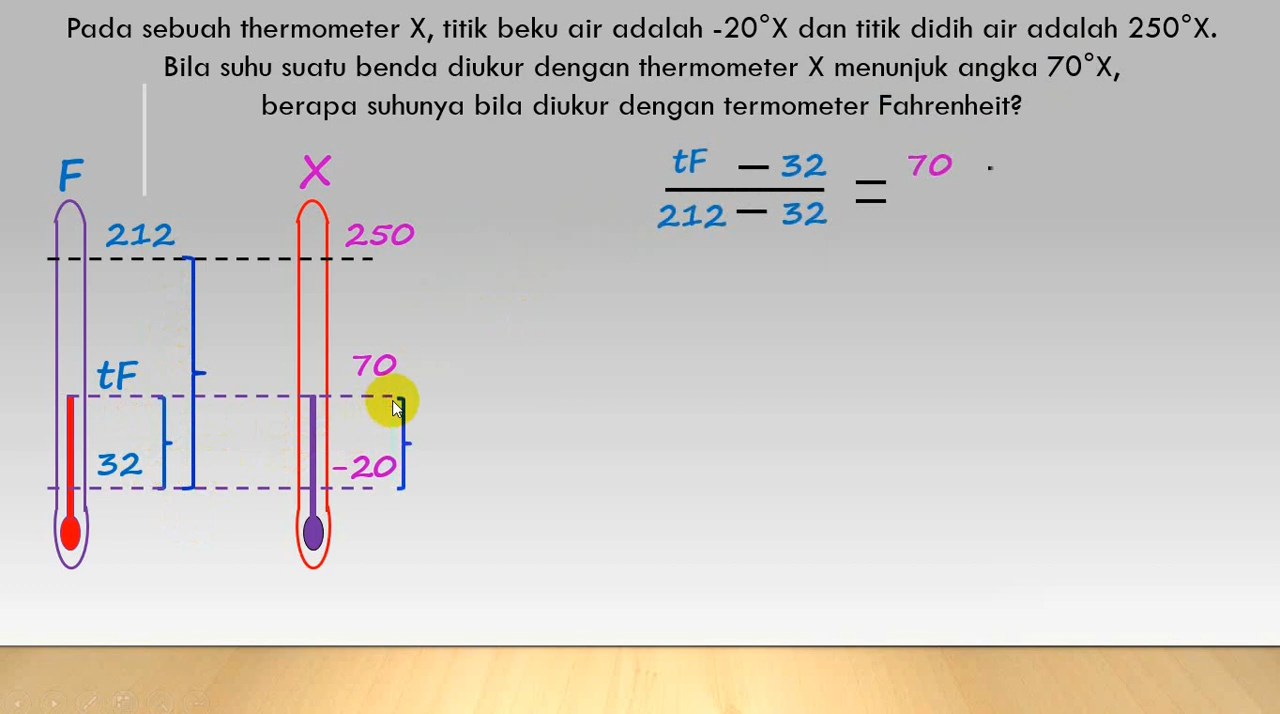 Pada sebuah thermometer X, titik beku air adalah -20°X dan titik didih air adalah 250°X.
Bila suhu suatu benda diukur dengan thermometer X menunjuk angka 70°X,
berapa suhunya bila diukur dengan termometer Fahrenheit?
F
X
tF − 32
212 − 32
=
70
212
250
tF
70
32
-20